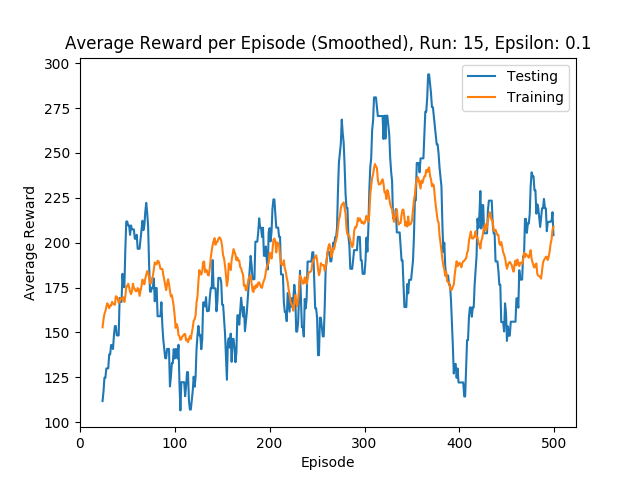 Average Reward per Episode (Smoothed), Run: 15, Epsilon: 0.1
Testing
Training
Average Reward
300
275
250
225
200
175
150
125
100
0 100 200 300 400 500
Episode